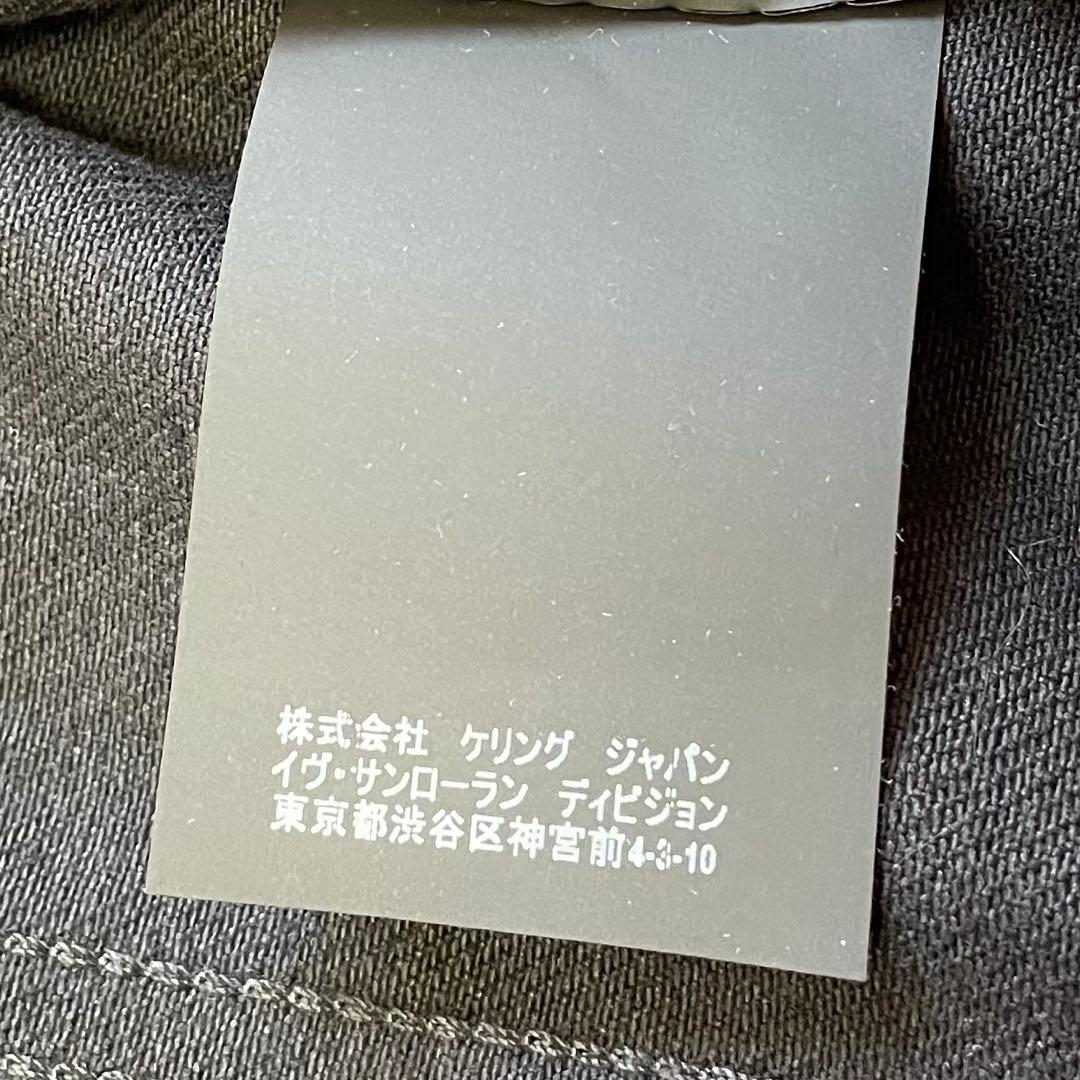 株式会社 ケリング ジャパン
イヴ・サンローラン ディビジョン
東京都渋谷区神宮前4-3-10